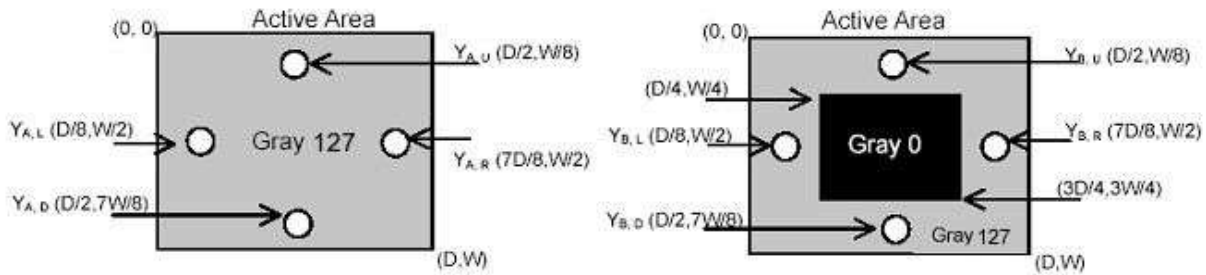 Active Area
(0, 0)
Y_A, U (D/2,W/8)
Y_A, L (D/8,W/2)
Gray 127
Y_A, R (7D/8,W/2)
Y_A, D (D/2,7W/8)
(D,W)
Active Area
(0, 0)
Y_B, U (D/2,W/8)
(D/4,W/4)
Y_B, L (D/8,W/2)
Gray 0
Y_B, R (7D/8,W/2)
(3D/4,3W/4)
Y_B, D (D/2,7W/8)
Gray 127
(D,W)